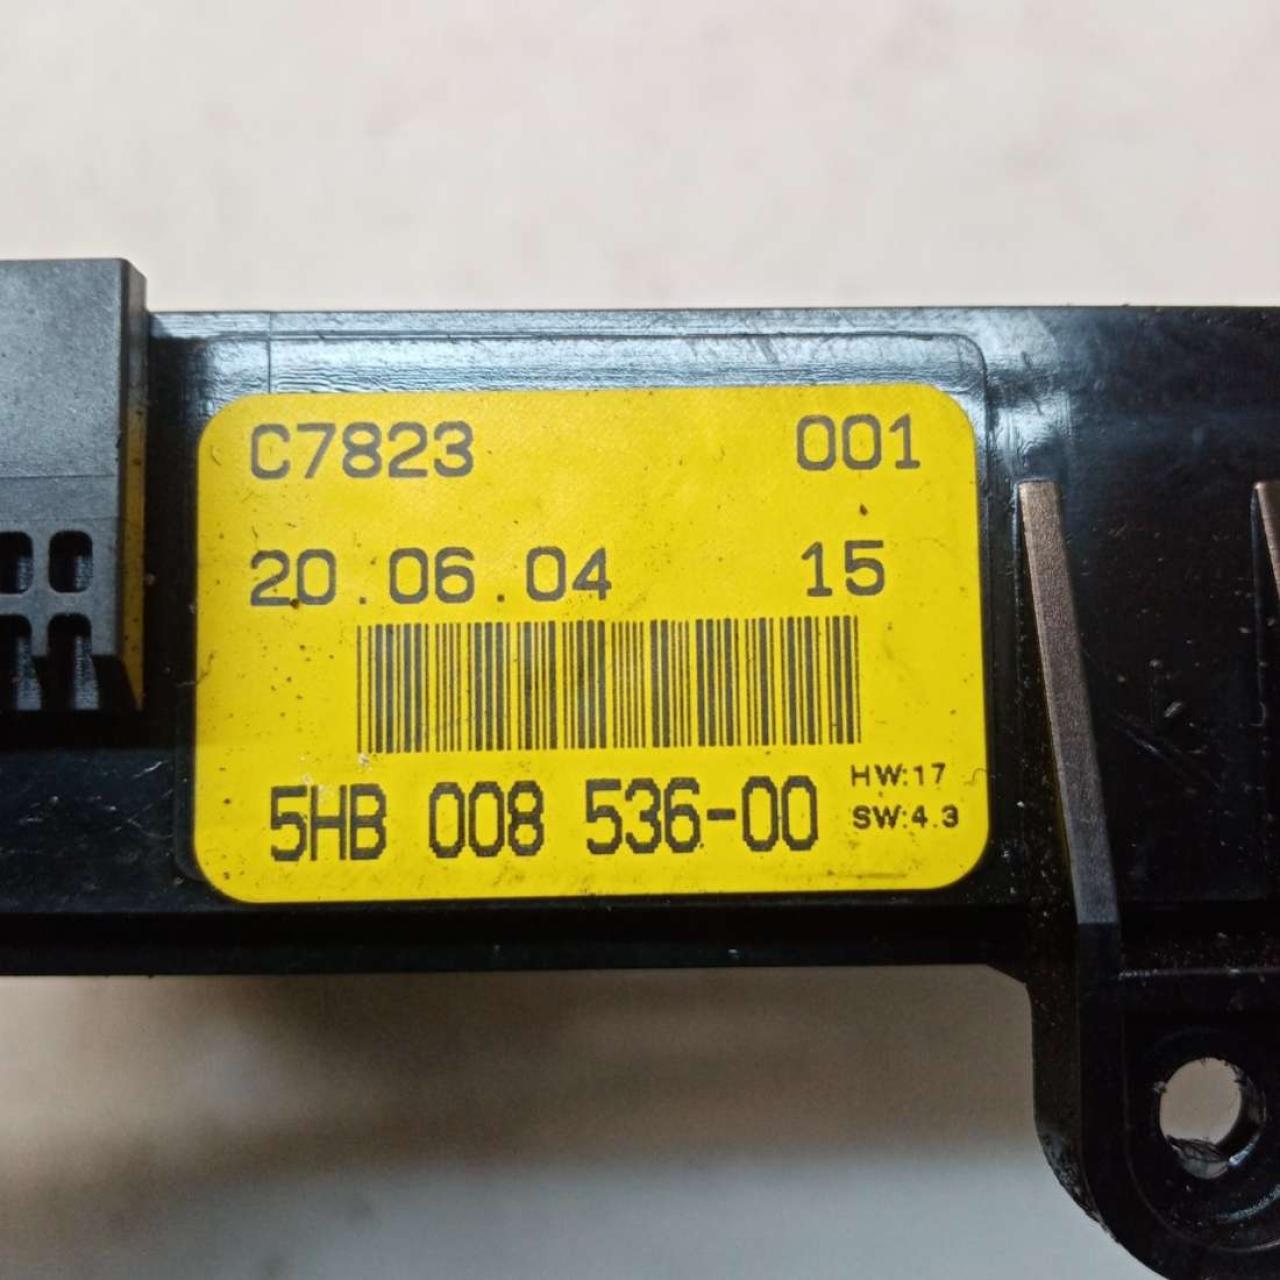 C7823 001
20.06.04 15
5HB 008 536-00
HW:17
SW:4.3